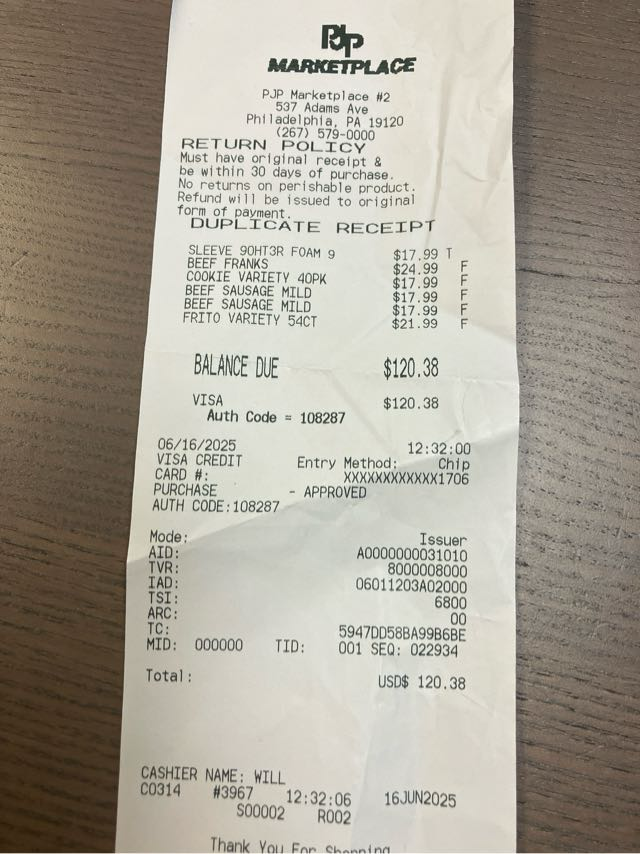 PJP
MARKETPLACE
PJP Marketplace #2
537 Adams Ave
Philadelphia, PA 19120
(267) 579-0000
RETURN POLICY
Must have original receipt &
be within 30 days of purchase.
No returns on perishable product.
Refund will be issued to original
form of payment.
DUPLICATE RECEIPT
SLEEVE 90HT3R FOAM 9 $17.99 T
BEEF FRANKS $24.99 F
COOKIE VARIETY 40PK $17.99 F
BEEF SAUSAGE MILD $17.99 F
BEEF SAUSAGE MILD $17.99 F
FRITO VARIETY 54CT $21.99 F
BALANCE DUE $120.38
VISA $120.38
Auth Code = 108287
06/16/2025 12:32:00
VISA CREDIT Entry Method: Chip
CARD #: XXXXXXXXXXXX1706
PURCHASE - APPROVED
AUTH CODE:108287
Mode: Issuer
AID: A0000000031010
TVR: 8000008000
IAD: 06011203A02000
TSI: 6800
ARC: 00
TC: 5947DD58BA99B6BE
MID: 000000 TID: 001 SEQ: 022934
Total: USD$ 120.38
CASHIER NAME: WILL
C0314 #3967 12:32:06 16JUN2025
S00002 R002
Thank You For Shopping